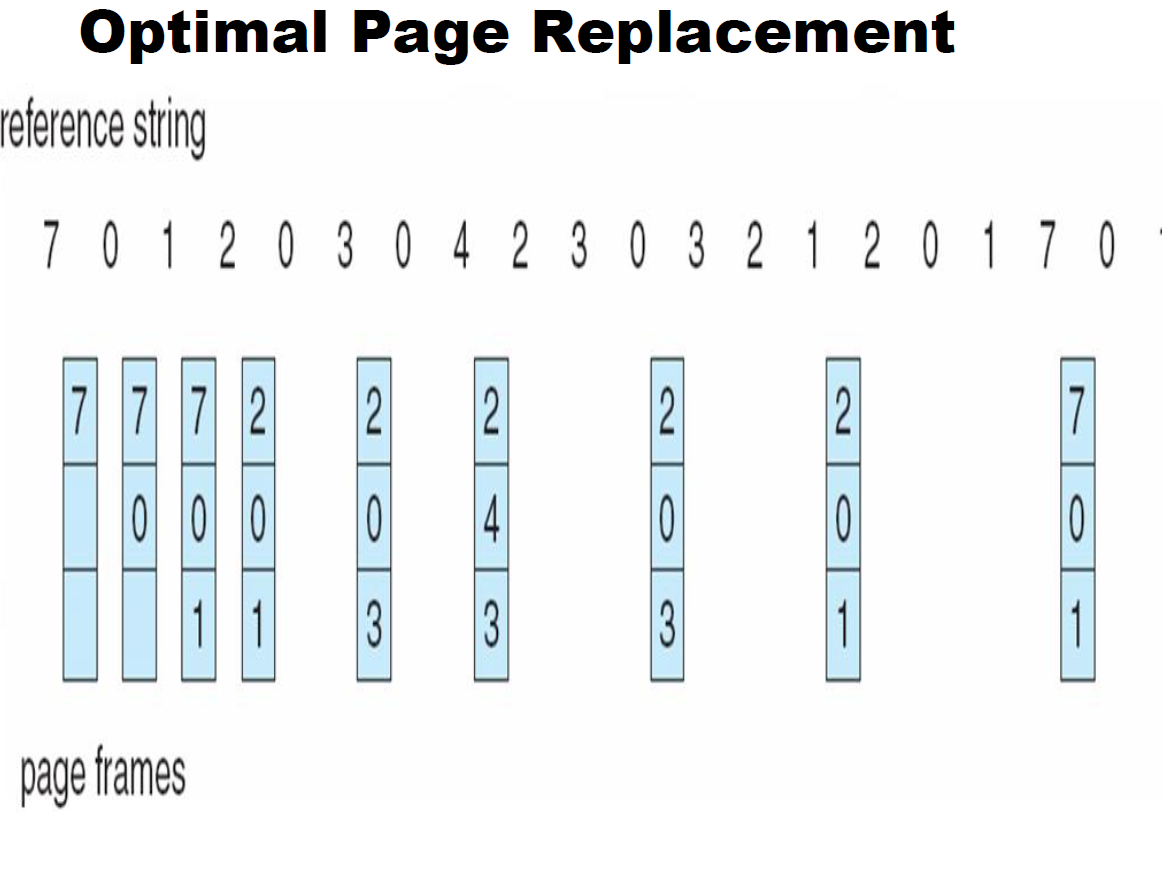 Optimal Page Replacement
reference string
7 0 1 2 0 3 0 4 2 3 0 3 2 1 2 0 1 7 0
7 7 7 2 2 2 2 2 7
0 0 0 0 4 0 0 0
1 1 3 3 3 1 1
page frames